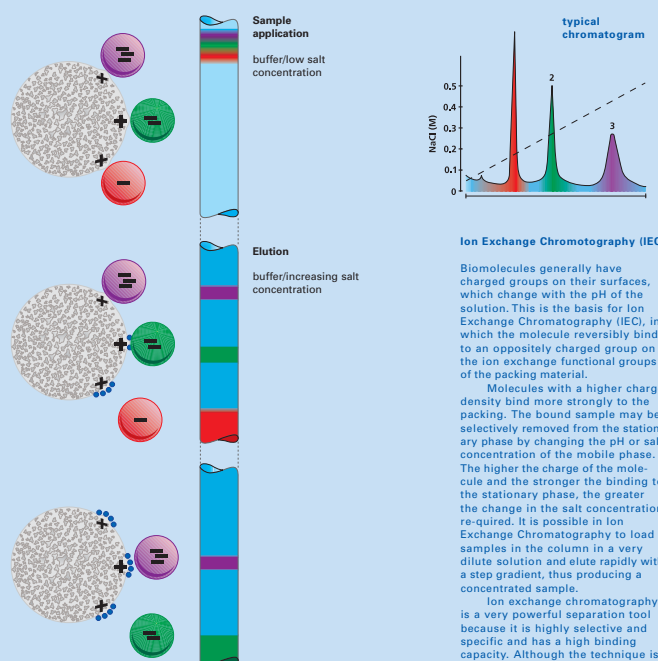 Sample
application
buffer/low salt
concentration
typical
chromatogram
NaCl (M)
0.5
0.4
0.3
0.2
0.1
0
2
3
Elution
buffer/increasing salt
concentration
Ion Exchange Chromotography (IEC
Biomolecules generally have
charged groups on their surfaces,
which change with the pH of the
solution. This is the basis for Ion
Exchange Chromatography (IEC), in
which the molecule reversibly bind
to an oppositely charged group on
the ion exchange functional groups
of the packing material.
Molecules with a higher charg
density bind more strongly to the
packing. The bound sample may be
selectively removed from the station
ary phase by changing the pH or sal
concentration of the mobile phase.
The higher the charge of the mole-
cule and the stronger the binding to
the stationary phase, the greater
the change in the salt concentration
re-quired. It is possible in Ion
Exchange Chromatography to load
samples in the column in a very
dilute solution and elute rapidly wit
a step gradient, thus producing a
concentrated sample.
Ion exchange chromatography
is a very powerful separation tool
because it is highly selective and
specific and has a high binding
capacity. Although the technique is